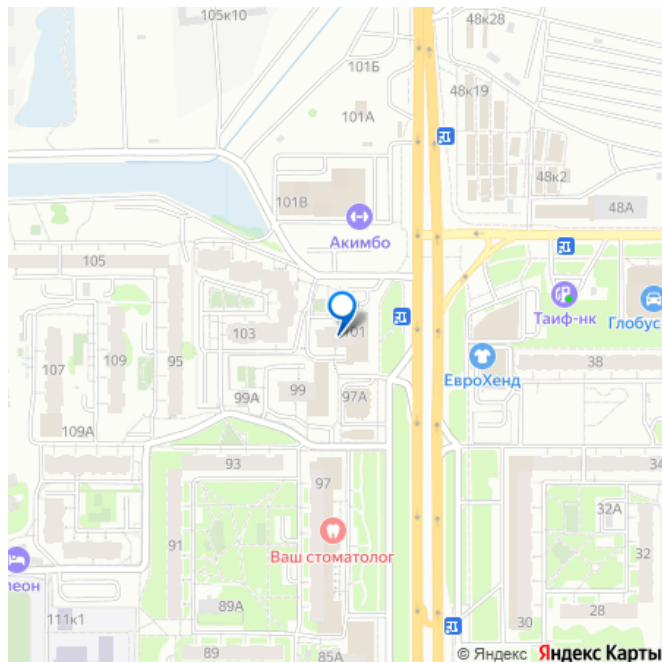 105к10
48к28
101Б
48к19
101А
48к2
101В
48А
Акимбо
105
Таиф-нк
Глобус
101
103
109
95
107
38
ЕвроХенд
99
99А
97А
109А
93
97
34
32А
Ваш стоматолог
91
32
леон
89А
28
111к1
30
89
85А
© Яндекс Яндекс Карты